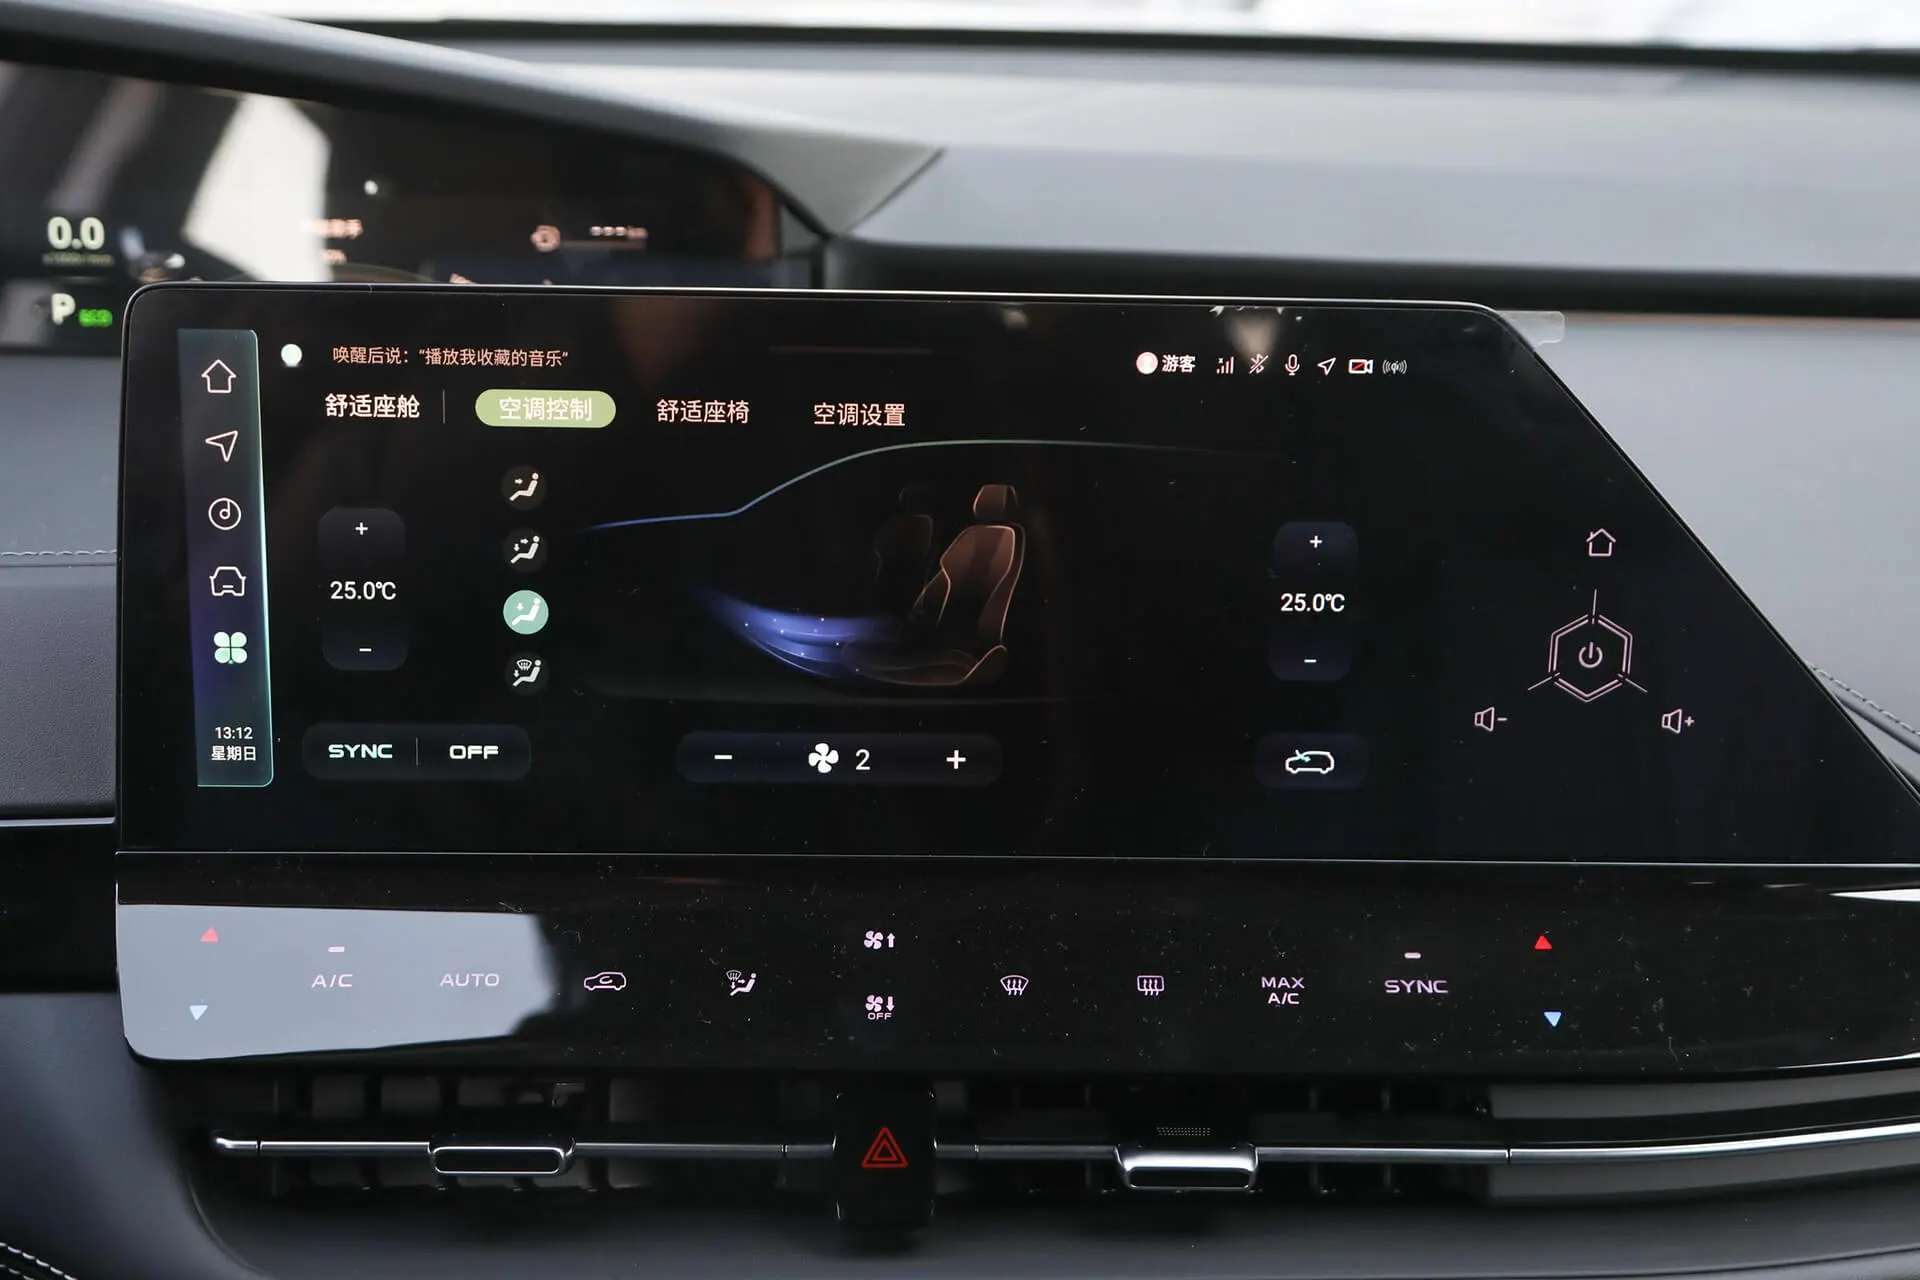 0.0
P
唤醒后说：“播放我收藏的音乐”
游客
舒适座舱
空调控制
舒适座椅
空调设置
+
25.0℃
-
+
25.0℃
-
13:12
星期日
SYNC
OFF
- 2 +
A/C
AUTO
OFF
MAX
A/C
SYNC